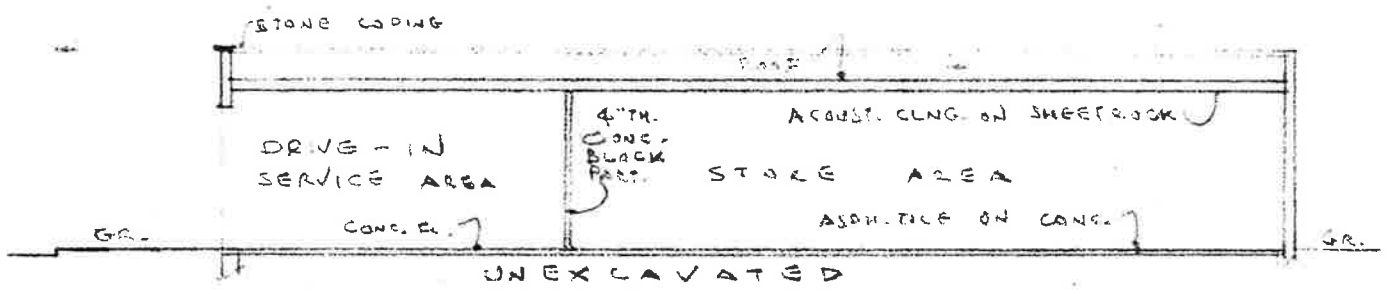 STONE COPING
ROOF
4" TH.
CONC.
BLOCK
PART.
ACOUST. CLNG. ON SHEETROCK
DRIVE-IN
SERVICE AREA
STORE AREA
CONC. FL.
ASPH. TILE ON CONC.
GR.
GR.
UNEXCAVATED